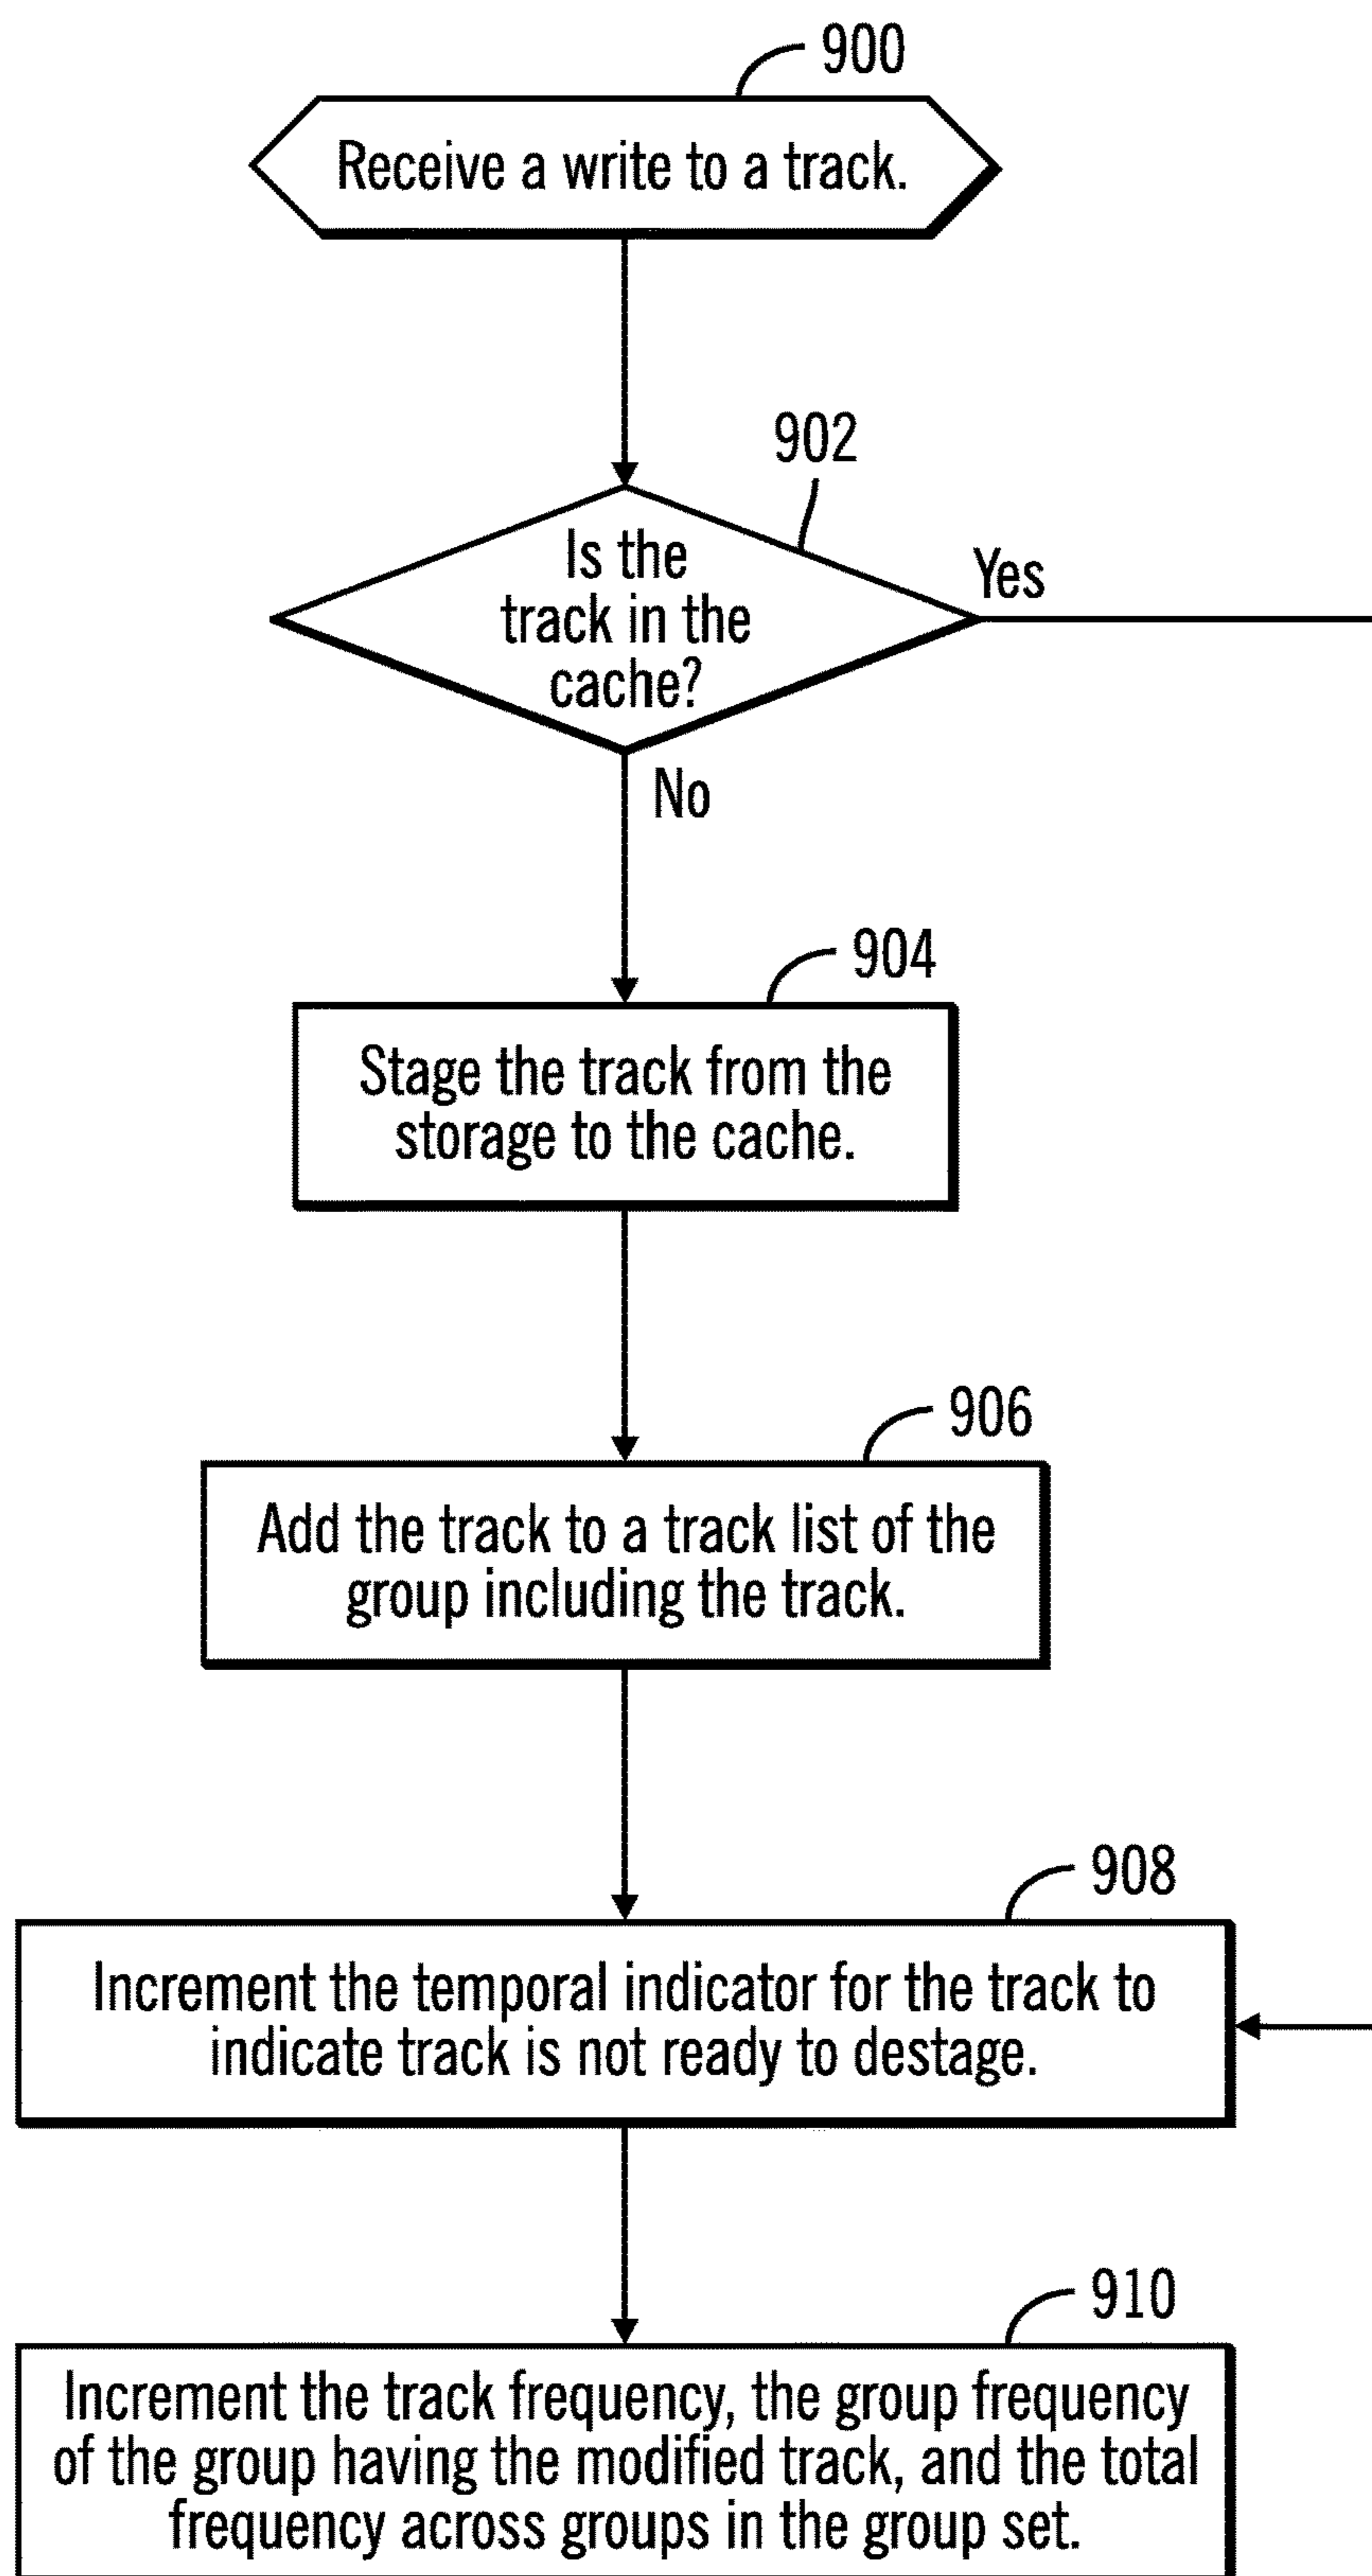 900
Receive a write to a track.
902
Is the
track in the
cache?
Yes
No
904
Stage the track from the
storage to the cache.
906
Add the track to a track list of the
group including the track.
908
Increment the temporal indicator for the track to
indicate track is not ready to destage.
910
Increment the track frequency, the group frequency
of the group having the modified track, and the total
frequency across groups in the group set.